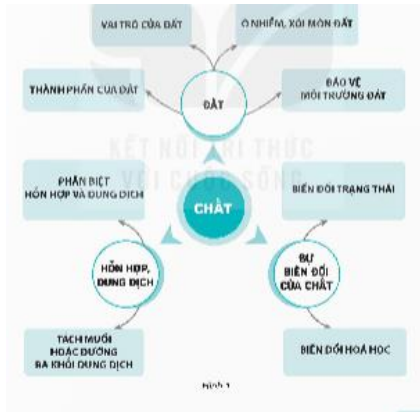 VAI TRÒ CỦA ĐẤT
Ô NHIỄM, XÓI MÒN ĐẤT
THÀNH PHẦN CỦA ĐẤT
ĐẤT
BẢO VỆ
MÔI TRƯỜNG ĐẤT
KẾT NỐI TRI THỨC
VỚI CUỘC SỐNG
PHÂN BIỆT
HỖN HỢP VÀ DUNG DỊCH
CHẤT
BIẾN ĐỔI TRẠNG THÁI
HỖN HỢP,
DUNG DỊCH
SỰ
BIẾN ĐỔI
CỦA CHẤT
TÁCH MUỐI
HOẶC ĐƯỜNG
RA KHỎI DUNG DỊCH
BIẾN ĐỔI HOÁ HỌC
Hình 1